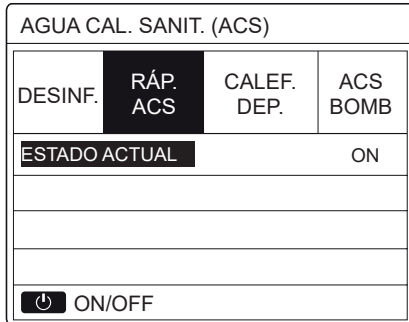 AGUA CAL. SANIT. (ACS)
DESINF.
RÁP.
ACS
CALEF.
DEP.
ACS
BOMB
ESTADO ACTUAL ON
ON/OFF